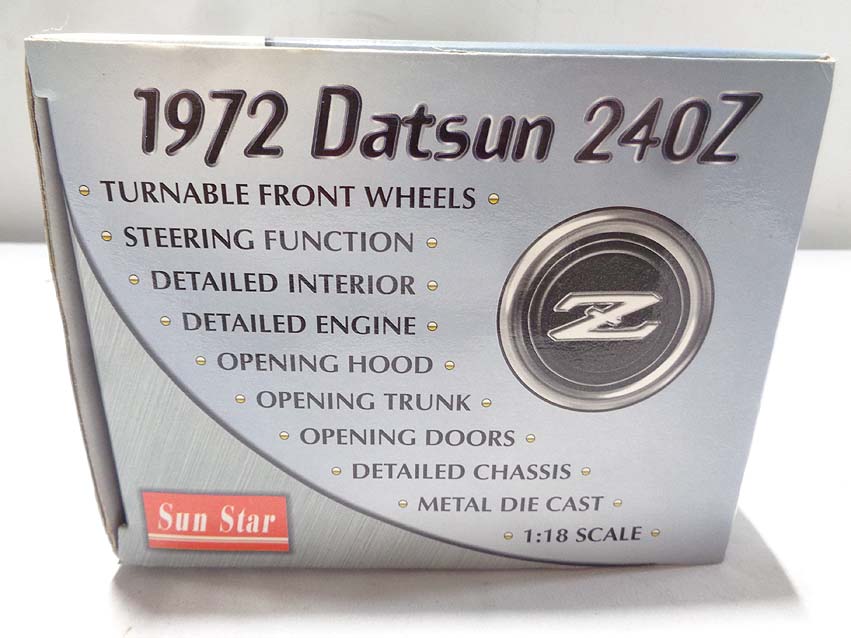 1972 Datsun 240Z
TURNABLE FRONT WHEELS
STEERING FUNCTION
DETAILED INTERIOR
DETAILED ENGINE
OPENING HOOD
OPENING TRUNK
OPENING DOORS
DETAILED CHASSIS
METAL DIE CAST
1:18 SCALE
Z
Sun Star